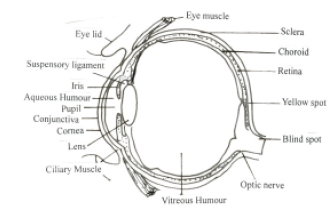 Eye muscle
Eye lid
Sclera
Choroid
Suspensory ligament
Retina
Iris
Aqueous Humour
Pupil
Yellow spot
Conjunctiva
Cornea
Lens
Blind spot
Ciliary Muscle
Optic nerve
Vitreous Humour